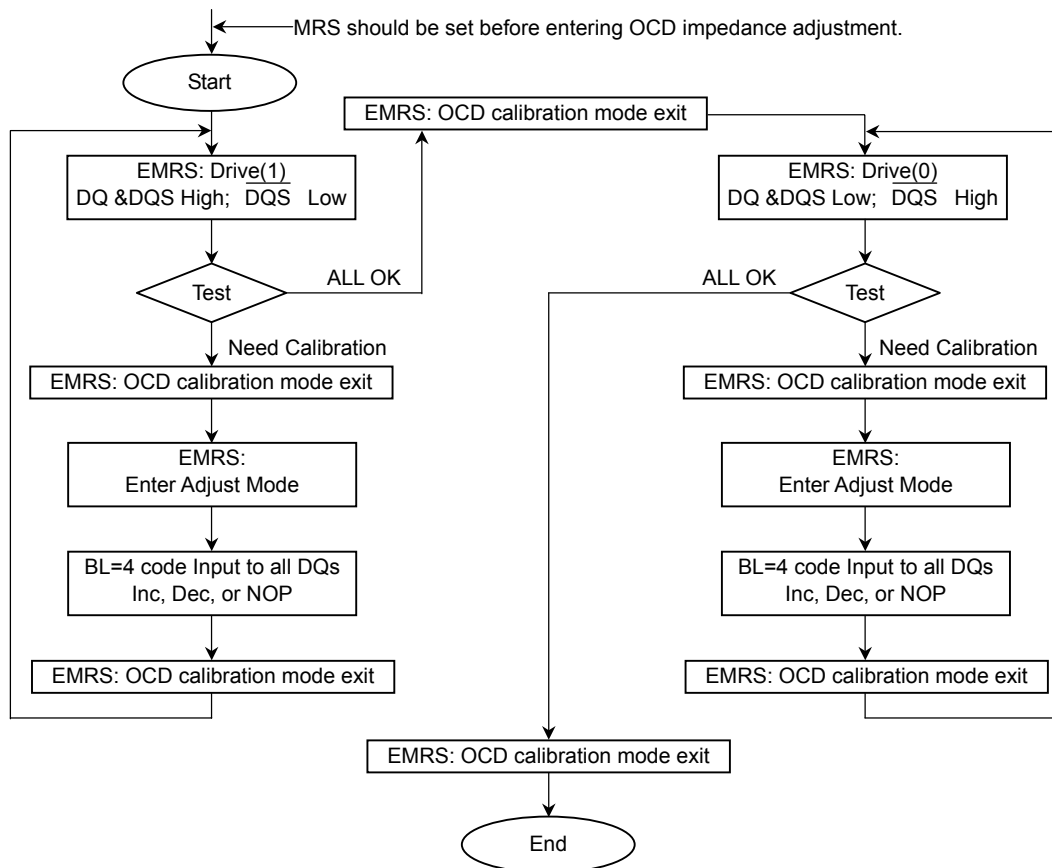 MRS should be set before entering OCD impedance adjustment.
Start
EMRS: OCD calibration mode exit
EMRS: Drive(1)
DQ &DQS High; D̅Q̅S̅ Low
Test
ALL OK
Need Calibration
EMRS: OCD calibration mode exit
EMRS:
Enter Adjust Mode
BL=4 code Input to all DQs
Inc, Dec, or NOP
EMRS: OCD calibration mode exit
EMRS: Drive(0)
DQ &DQS Low; D̅Q̅S̅ High
Test
ALL OK
Need Calibration
EMRS: OCD calibration mode exit
EMRS:
Enter Adjust Mode
BL=4 code Input to all DQs
Inc, Dec, or NOP
EMRS: OCD calibration mode exit
EMRS: OCD calibration mode exit
End